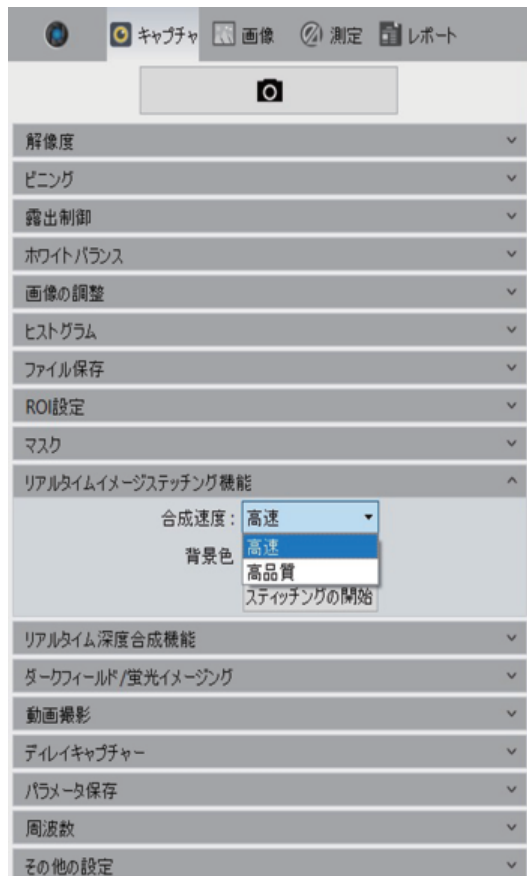 キャプチャ 画像 測定 レポート
解像度
ビニング
露出制御
ホワイトバランス
画像の調整
ヒストグラム
ファイル保存
ROI設定
マスク
リアルタイムイメージステッチング機能
合成速度： 高速
背景色 高速
高品質
スティッチングの開始
リアルタイム深度合成機能
ダークフィールド/蛍光イメージング
動画撮影
ディレイキャプチャー
パラメータ保存
周波数
その他の設定